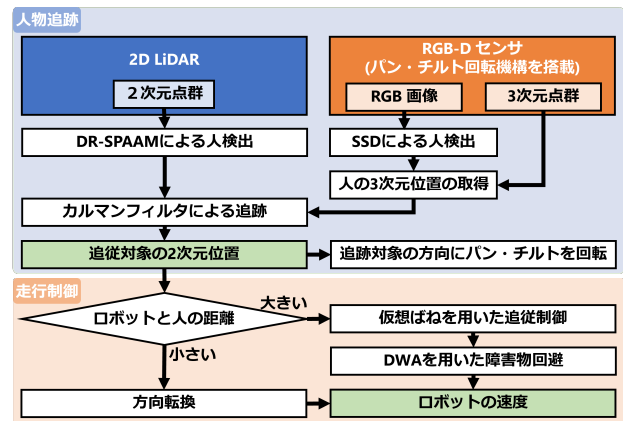 人物追跡
2D LiDAR
２次元点群
RGB-D センサ
(パン・チルト回転機構を搭載)
RGB 画像
3次元点群
DR-SPAAMによる人検出
SSDによる人検出
人の3次元位置の取得
カルマンフィルタによる追跡
追従対象の2次元位置
追跡対象の方向にパン・チルトを回転
走行制御
ロボットと人の距離
大きい
小さい
仮想ばねを用いた追従制御
DWAを用いた障害物回避
方向転換
ロボットの速度